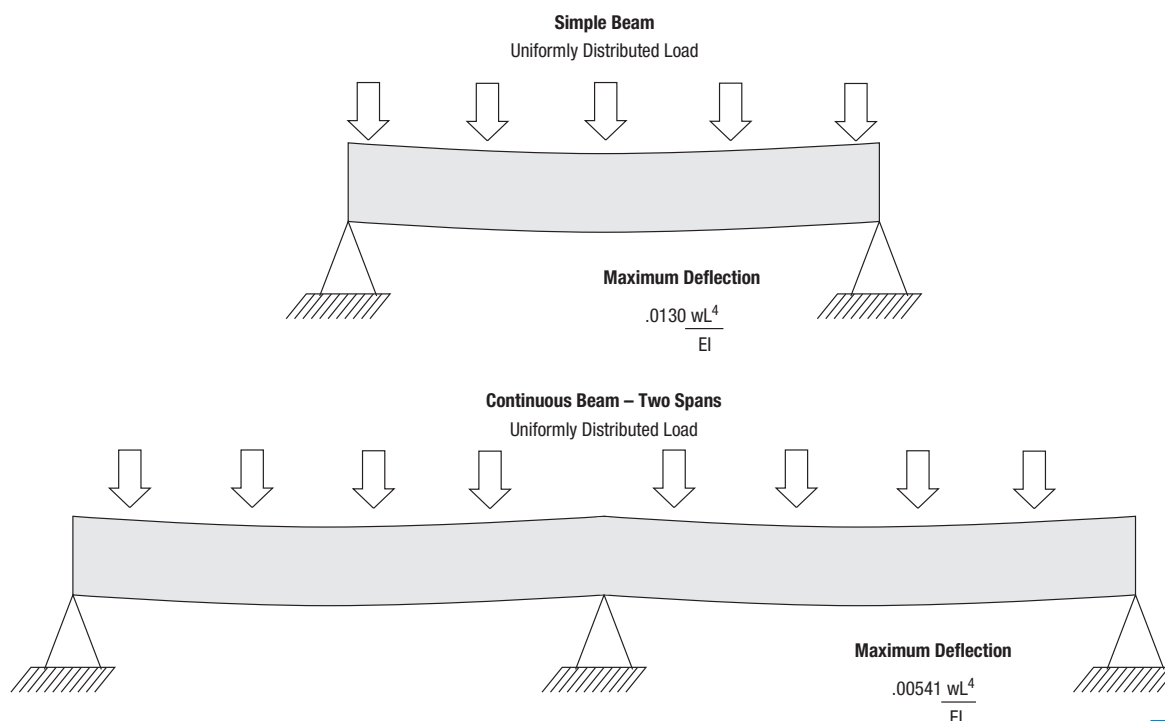 Simple Beam
Uniformly Distributed Load
Maximum Deflection
.0130 wL⁴
EI
Continuous Beam – Two Spans
Uniformly Distributed Load
Maximum Deflection
.00541 wL⁴
EI